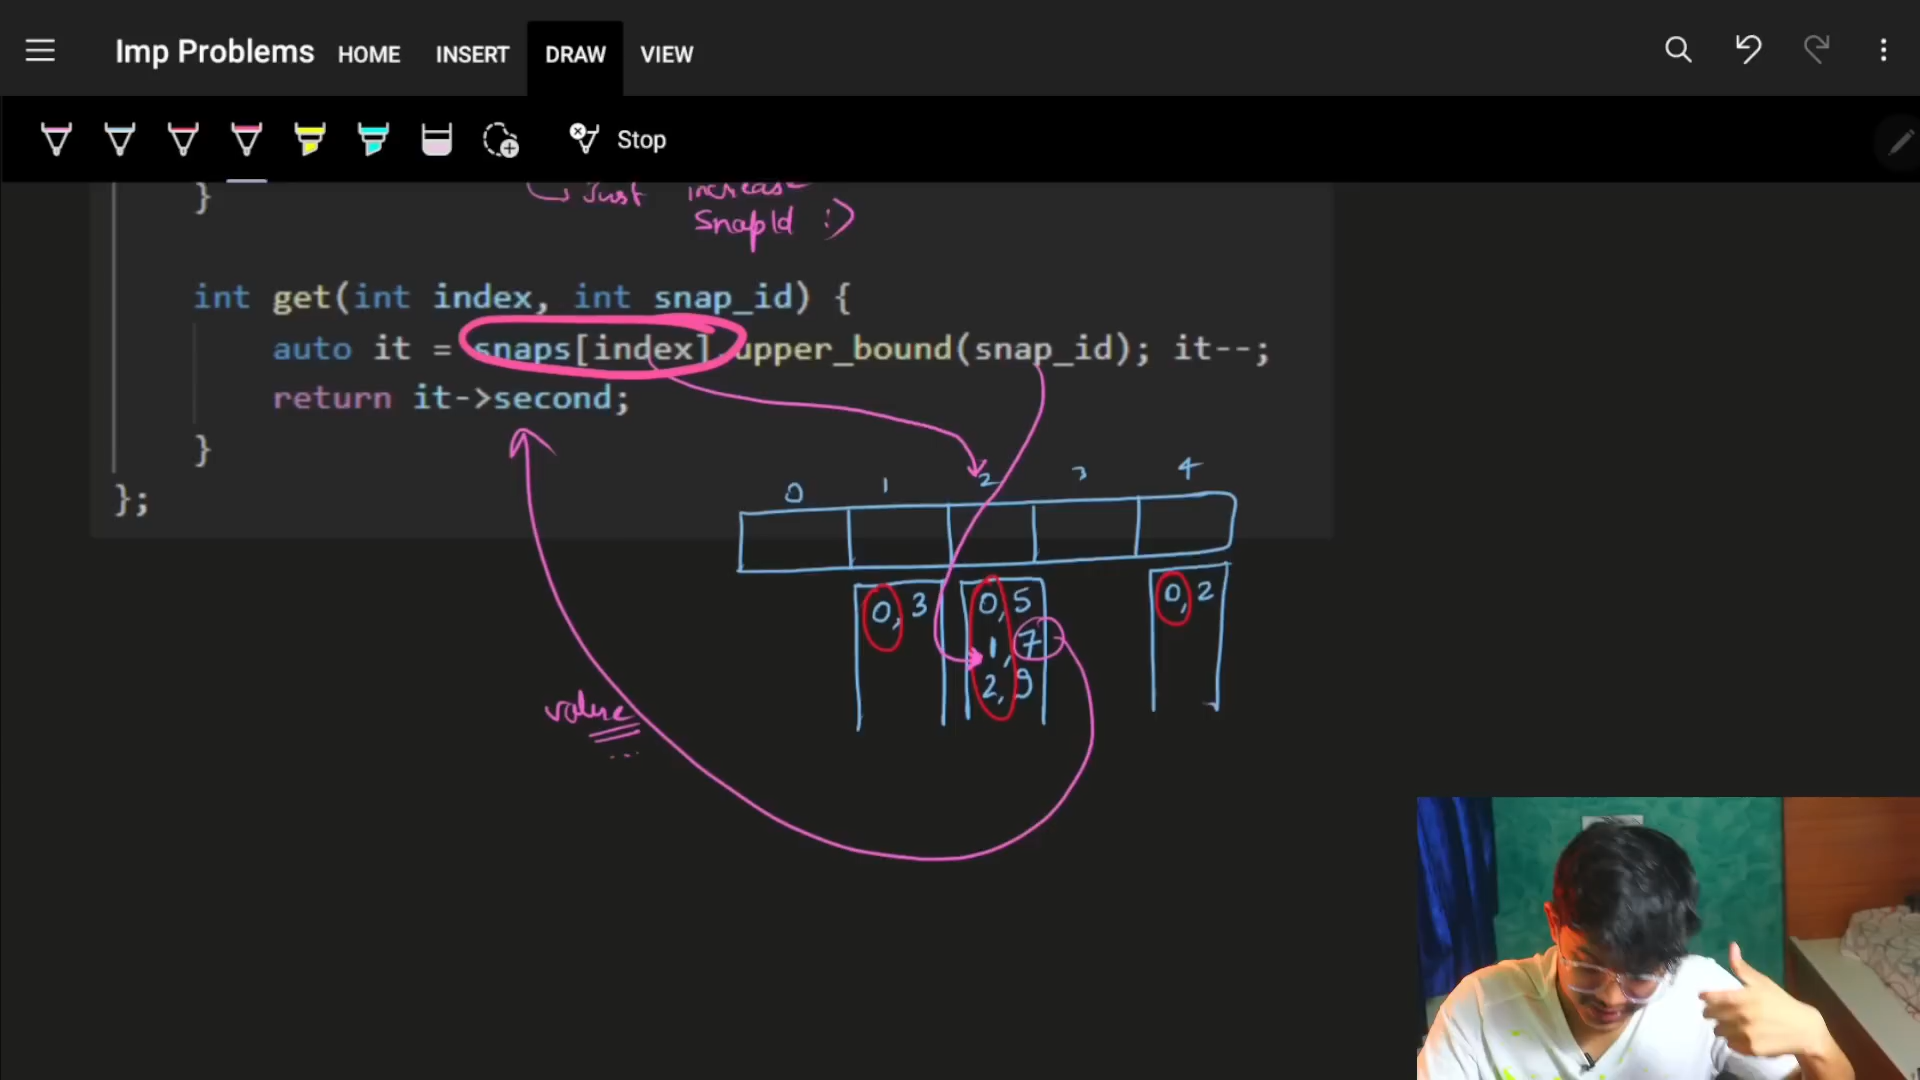 Imp Problems HOME INSERT DRAW VIEW
Stop
}
Just increase
SnapId :)
int get(int index, int snap_id) {
auto it = snaps[index].upper_bound(snap_id); it--;
return it->second;
}
};
0 1 2 3 4
0, 3 0, 5 0, 2
1, 7
2, 9
value